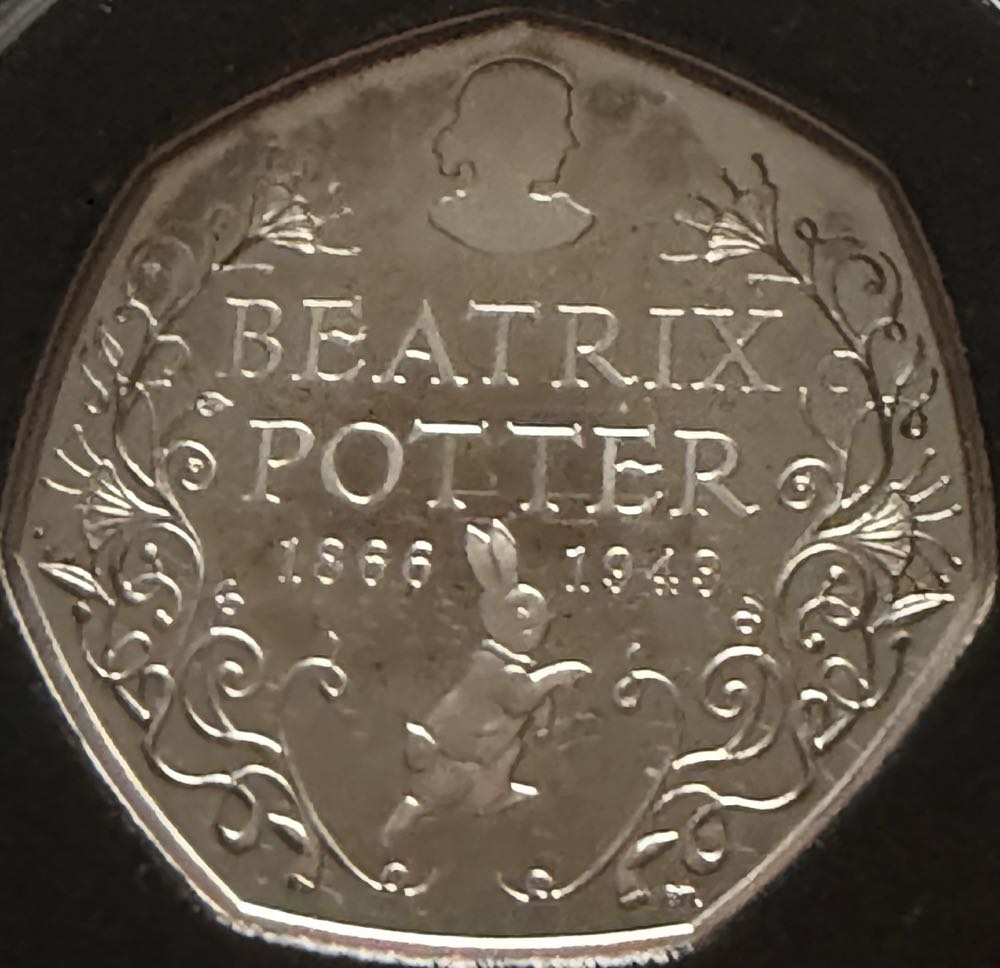 BEATRIX
POTTER
1866 1943